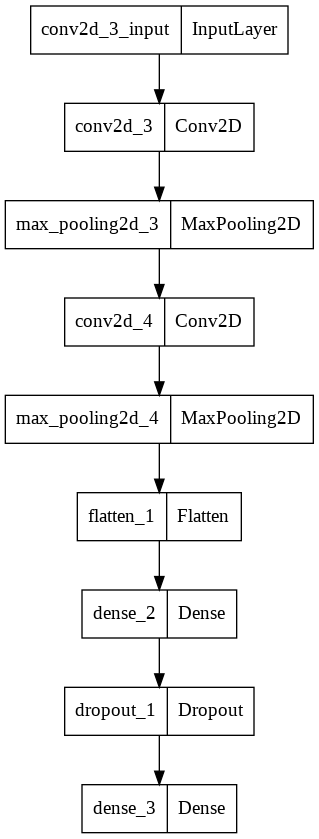 conv2d_3_input InputLayer
conv2d_3 Conv2D
max_pooling2d_3 MaxPooling2D
conv2d_4 Conv2D
max_pooling2d_4 MaxPooling2D
flatten_1 Flatten
dense_2 Dense
dropout_1 Dropout
dense_3 Dense